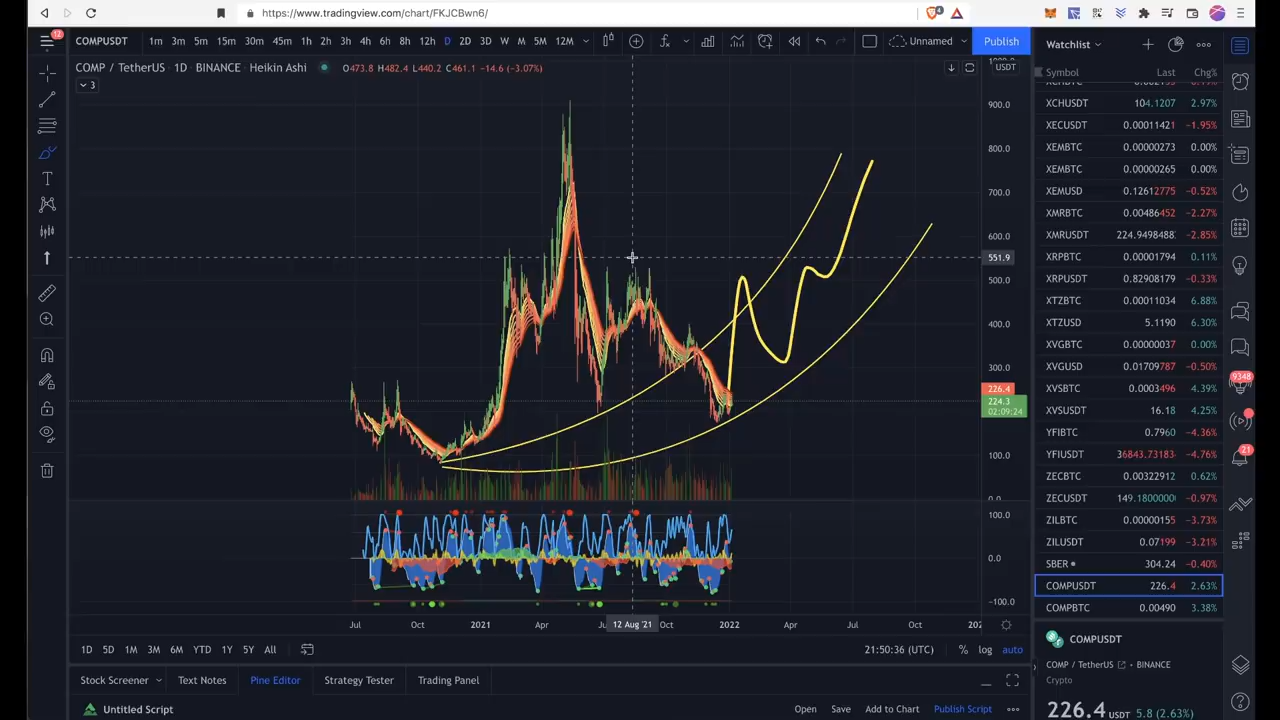 https://www.tradingview.com/chart/FKJCBwn6/
12
COMPUSDT 1m 3m 5m 15m 30m 45m 1h 2h 3h 4h 6h 8h 12h D 2D 3D W M 5M 12M Unnamed Publish
Watchlist
COMP / TetherUS · 1D · BINANCE · Heikin Ashi O473.8 H482.4 L440.2 C461.1 −14.6 (−3.07%)
USDT
3
Symbol Last Chg%
XCHUSDT 104.1207 2.97%
XECUSDT 0.00011421 −1.95%
XEMBTC 0.00000273 0.00%
XEMBTC 0.00000265 0.00%
XEMUSD 0.12612775 −0.52%
XMRBTC 0.00486452 −2.27%
XMRUSDT 224.9498488 −2.85%
XRPBTC 0.00001794 0.11%
XRPUSDT 0.82908179 −0.33%
XTZBTC 0.00011034 6.88%
XTZUSD 5.1190 6.30%
XVGBTC 0.00000037 0.00%
XVGUSD 0.01709787 −0.50%
XVSBTC 0.0003496 4.39%
XVSUSDT 16.18 4.25%
YFIBTC 0.7960 −4.36%
YFIUSDT 36843.73183 −4.76%
ZECBTC 0.00322912 0.62%
ZECUSDT 149.1800000 −0.97%
ZILBTC 0.00000155 −3.73%
ZILUSDT 0.07199 −3.21%
SBER 304.24 −0.40%
COMPUSDT 226.4 2.63%
COMPBTC 0.00490 3.38%
900.0
800.0
700.0
600.0
551.9
500.0
400.0
300.0
226.4
224.3
02:09:24
100.0
0.0
100.0
0.0
−100.0
Jul Oct 2021 Apr 12 Aug '21 Oct 2022 Apr Jul Oct
1D 5D 1M 3M 6M YTD 1Y 5Y All
21:50:36 (UTC) % log auto
Stock Screener Text Notes Pine Editor Strategy Tester Trading Panel
Untitled Script
Open Save Add to Chart Publish Script
COMPUSDT
COMP / TetherUS · BINANCE
Crypto
226.4 USDT 5.8 (2.63%)
9348
21